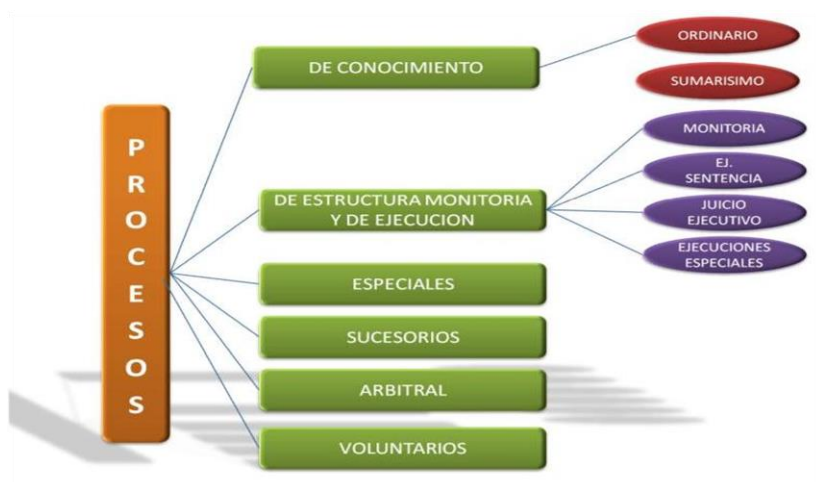 PROCESOS
DE CONOCIMIENTO
ORDINARIO
SUMARISIMO
DE ESTRUCTURA MONITORIA
Y DE EJECUCION
MONITORIA
EJ.
SENTENCIA
JUICIO
EJECUTIVO
EJECUCIONES
ESPECIALES
ESPECIALES
SUCESORIOS
ARBITRAL
VOLUNTARIOS